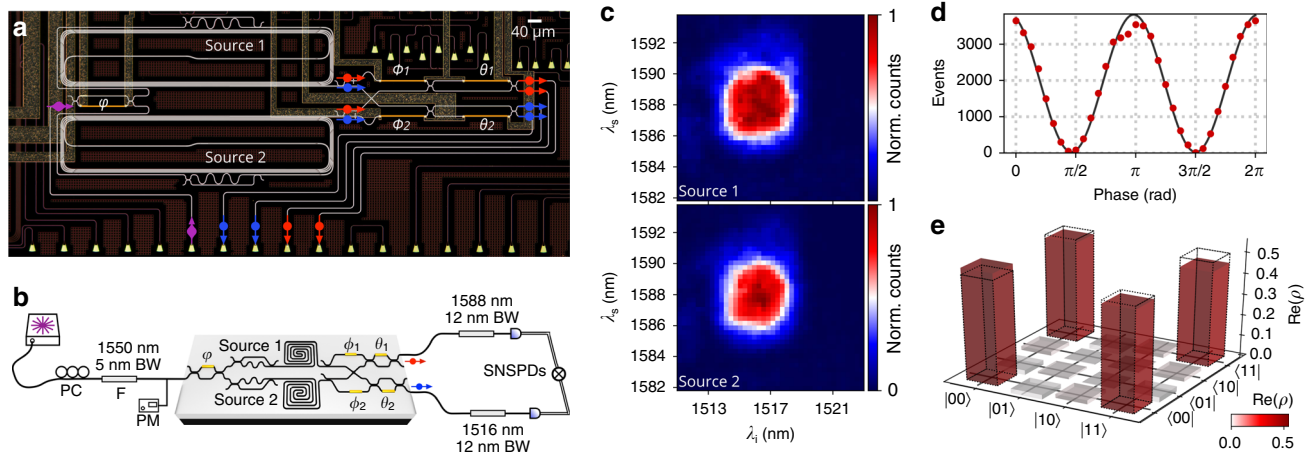 a
Source 1
40 µm
ϕ1
θ1
φ
ϕ2
θ2
Source 2
b
1550 nm
5 nm BW
PC
F
PM
φ
Source 1
Source 2
ϕ1
θ1
ϕ2
θ2
1588 nm
12 nm BW
SNSPDs
1516 nm
12 nm BW
c
λs (nm)
1592
1590
1588
1586
1584
Source 1
1
Norm. counts
0
λs (nm)
1592
1590
1588
1586
1584
1582
Source 2
1
Norm. counts
0
1513
1517
1521
λi (nm)
d
Events
3000
2000
1000
0
0
π/2
π
3π/2
2π
Phase (rad)
e
0.5
0.4
0.3
0.2
0.1
0.0
Re(ρ)
|00⟩
|01⟩
|10⟩
|11⟩
⟨00|
⟨01|
⟨10|
⟨11|
Re(ρ)
0.0
0.5